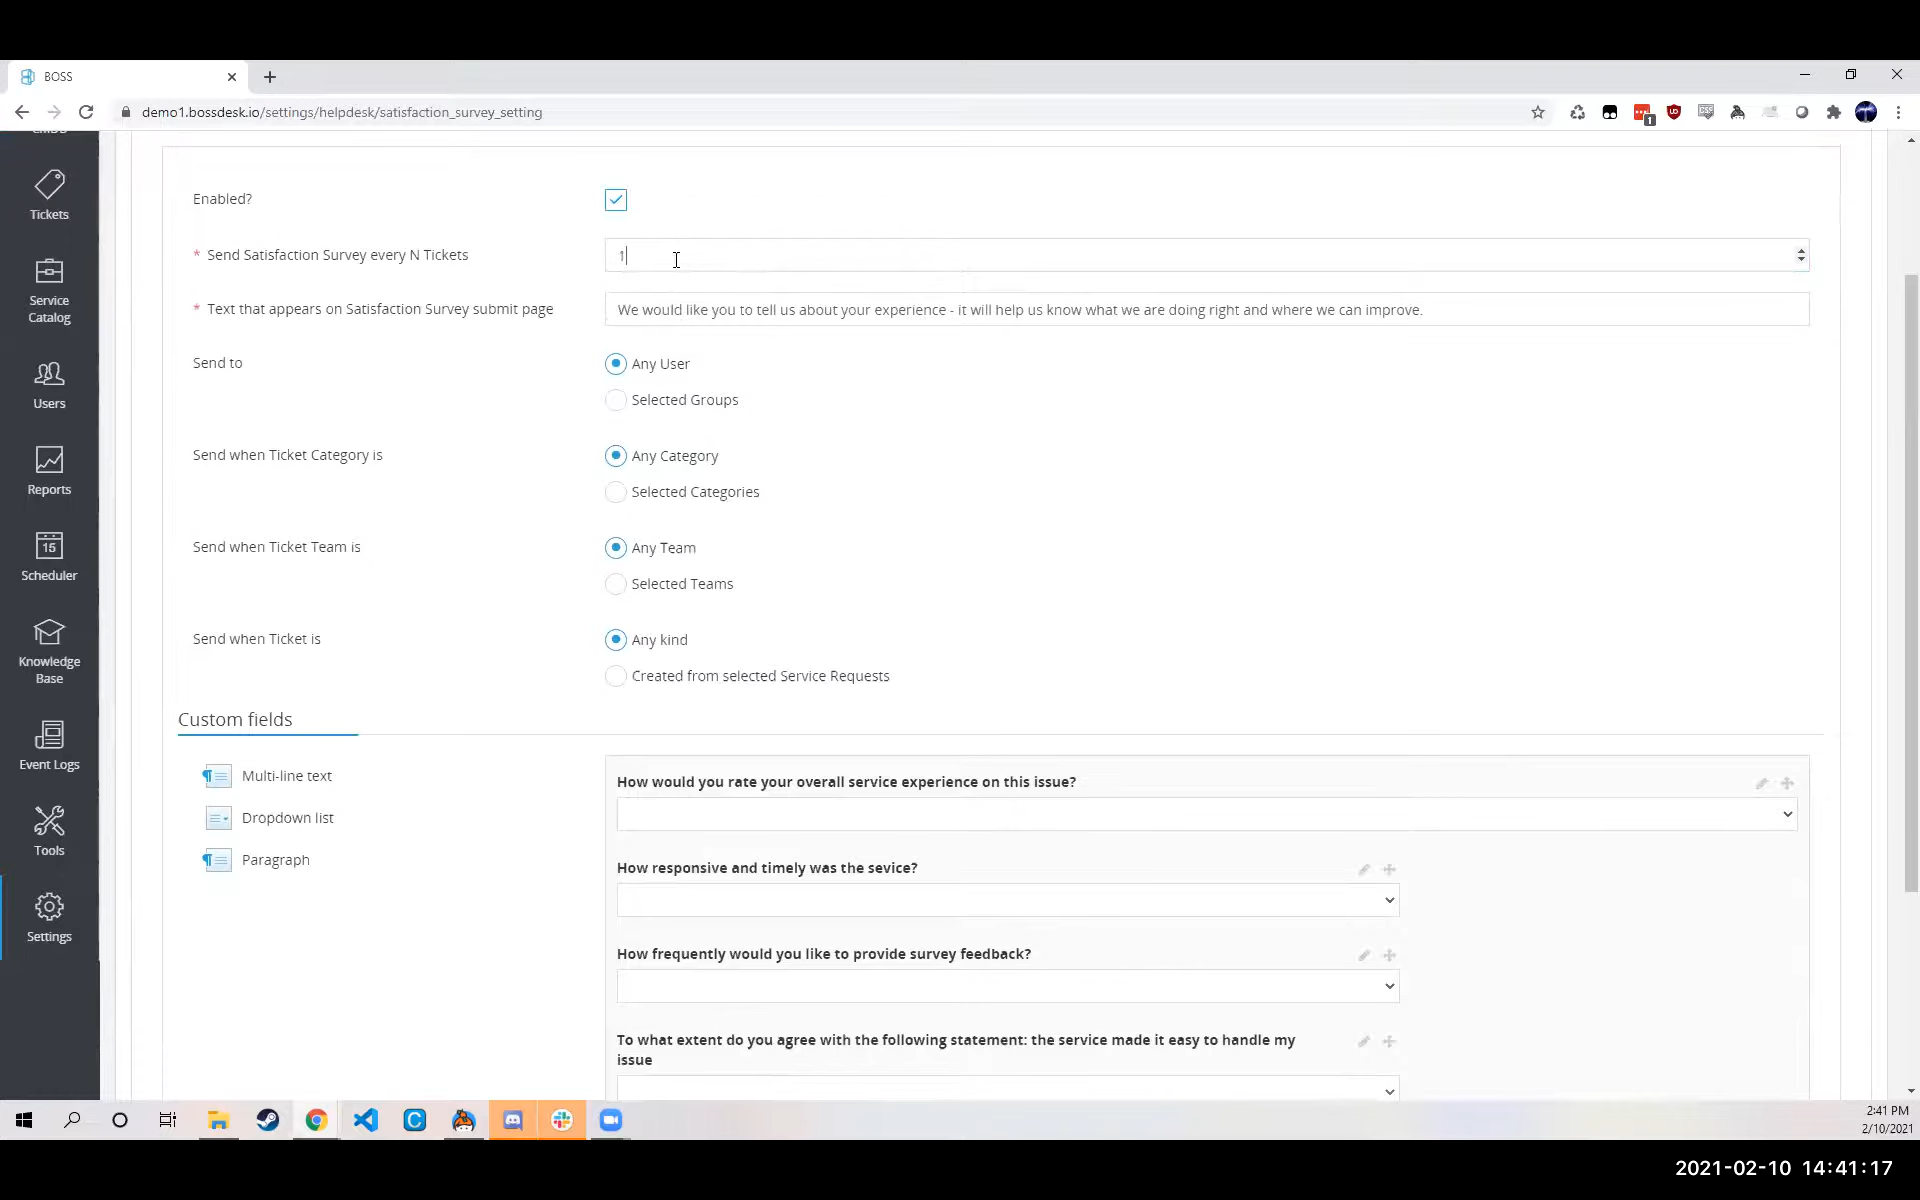 BOSS
demo1.bossdesk.io/settings/helpdesk/satisfaction_survey_setting
1
Tickets
Service
Catalog
Users
Reports
15
Scheduler
Knowledge
Base
Event Logs
Tools
Settings
Enabled?
* Send Satisfaction Survey every N Tickets
1
* Text that appears on Satisfaction Survey submit page
We would like you to tell us about your experience - it will help us know what we are doing right and where we can improve.
Send to
Any User
Selected Groups
Send when Ticket Category is
Any Category
Selected Categories
Send when Ticket Team is
Any Team
Selected Teams
Send when Ticket is
Any kind
Created from selected Service Requests
Custom fields
Multi-line text
Dropdown list
Paragraph
How would you rate your overall service experience on this issue?
How responsive and timely was the sevice?
How frequently would you like to provide survey feedback?
To what extent do you agree with the following statement: the service made it easy to handle my
issue
2:41 PM
2/10/2021
2021-02-10 14:41:17